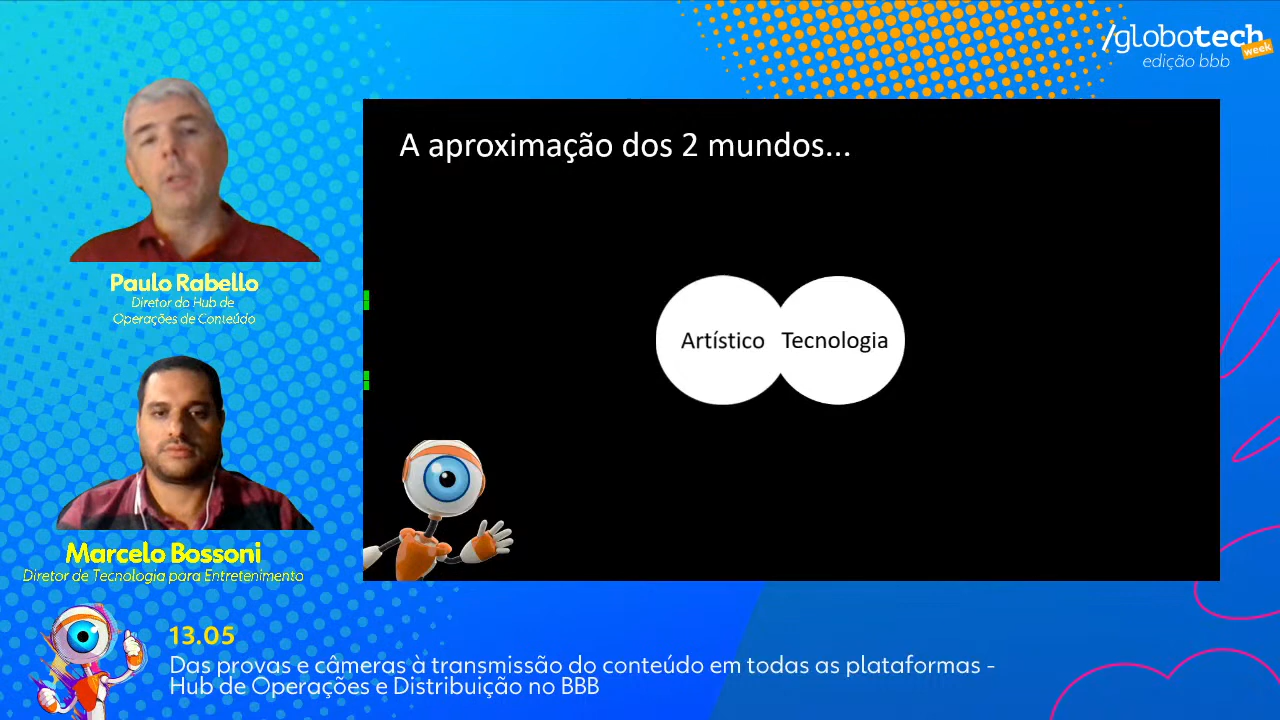 /globotech
week
edição bbb
A aproximação dos 2 mundos...
Artístico
Tecnologia
Paulo Rabello
Diretor do Hub de
Operações de Conteúdo
Marcelo Bossoni
Diretor de Tecnologia para Entretenimento
13.05
Das provas e câmeras à transmissão do conteúdo em todas as plataformas -
Hub de Operações e Distribuição no BBB